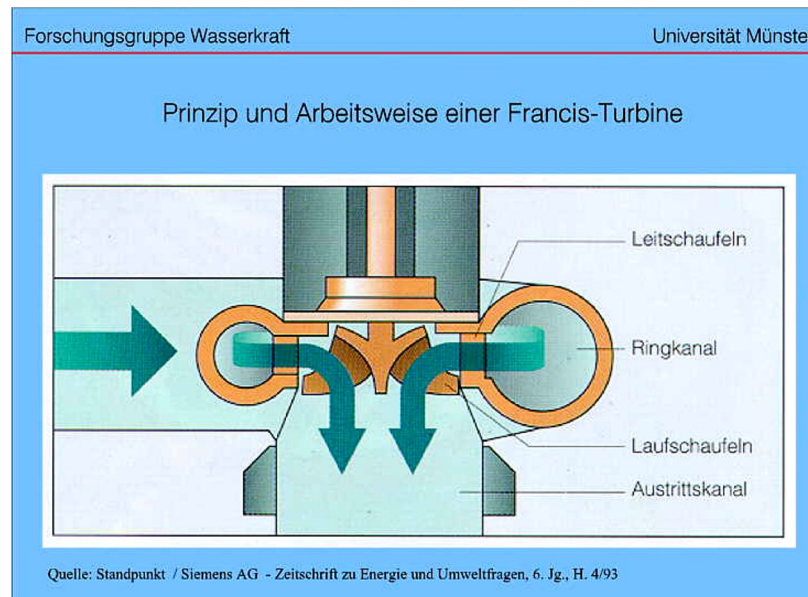 Forschungsgruppe Wasserkraft
Universität Münste
Prinzip und Arbeitsweise einer Francis-Turbine
Leitschaufeln
Ringkanal
Laufschaufeln
Austrittskanal
Quelle: Standpunkt / Siemens AG - Zeitschrift zu Energie und Umweltfragen, 6. Jg., H. 4/93